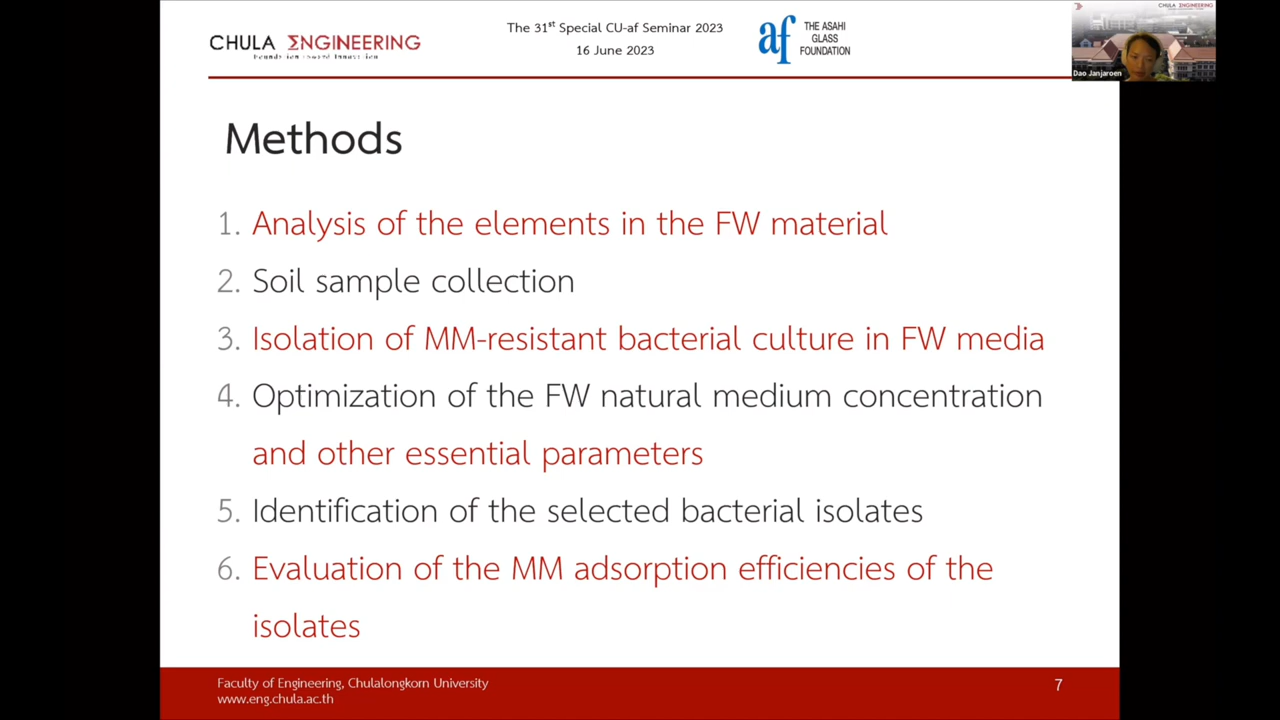 CHULA ΣNGINEERING
Foundation toward Innovation
The 31st Special CU-af Seminar 2023
16 June 2023
af
THE ASAHI
GLASS
FOUNDATION
CHULA ΣNGINEERING
Dao Janjaroen
Methods
1. Analysis of the elements in the FW material
2. Soil sample collection
3. Isolation of MM-resistant bacterial culture in FW media
4. Optimization of the FW natural medium concentration
and other essential parameters
5. Identification of the selected bacterial isolates
6. Evaluation of the MM adsorption efficiencies of the
isolates
Faculty of Engineering, Chulalongkorn University
www.eng.chula.ac.th
7